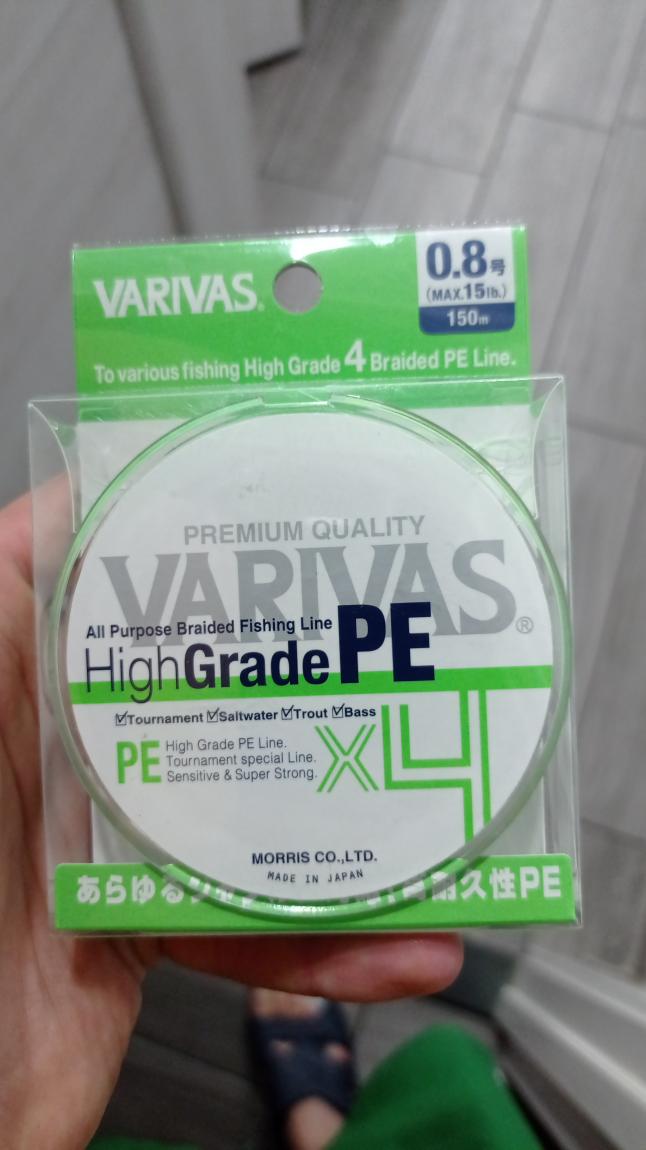 VARIVAS®
0.8号
(MAX.15lb.)
150m
To various fishing High Grade 4 Braided PE Line.
PREMIUM QUALITY
VARIVAS®
All Purpose Braided Fishing Line
HighGrade PE
☑Tournament ☑Saltwater ☑Trout ☑Bass
PE High Grade PE Line.
Tournament special Line.
Sensitive & Super Strong.
X4
MORRIS CO.,LTD.
MADE IN JAPAN
あらゆる 耐久性PE